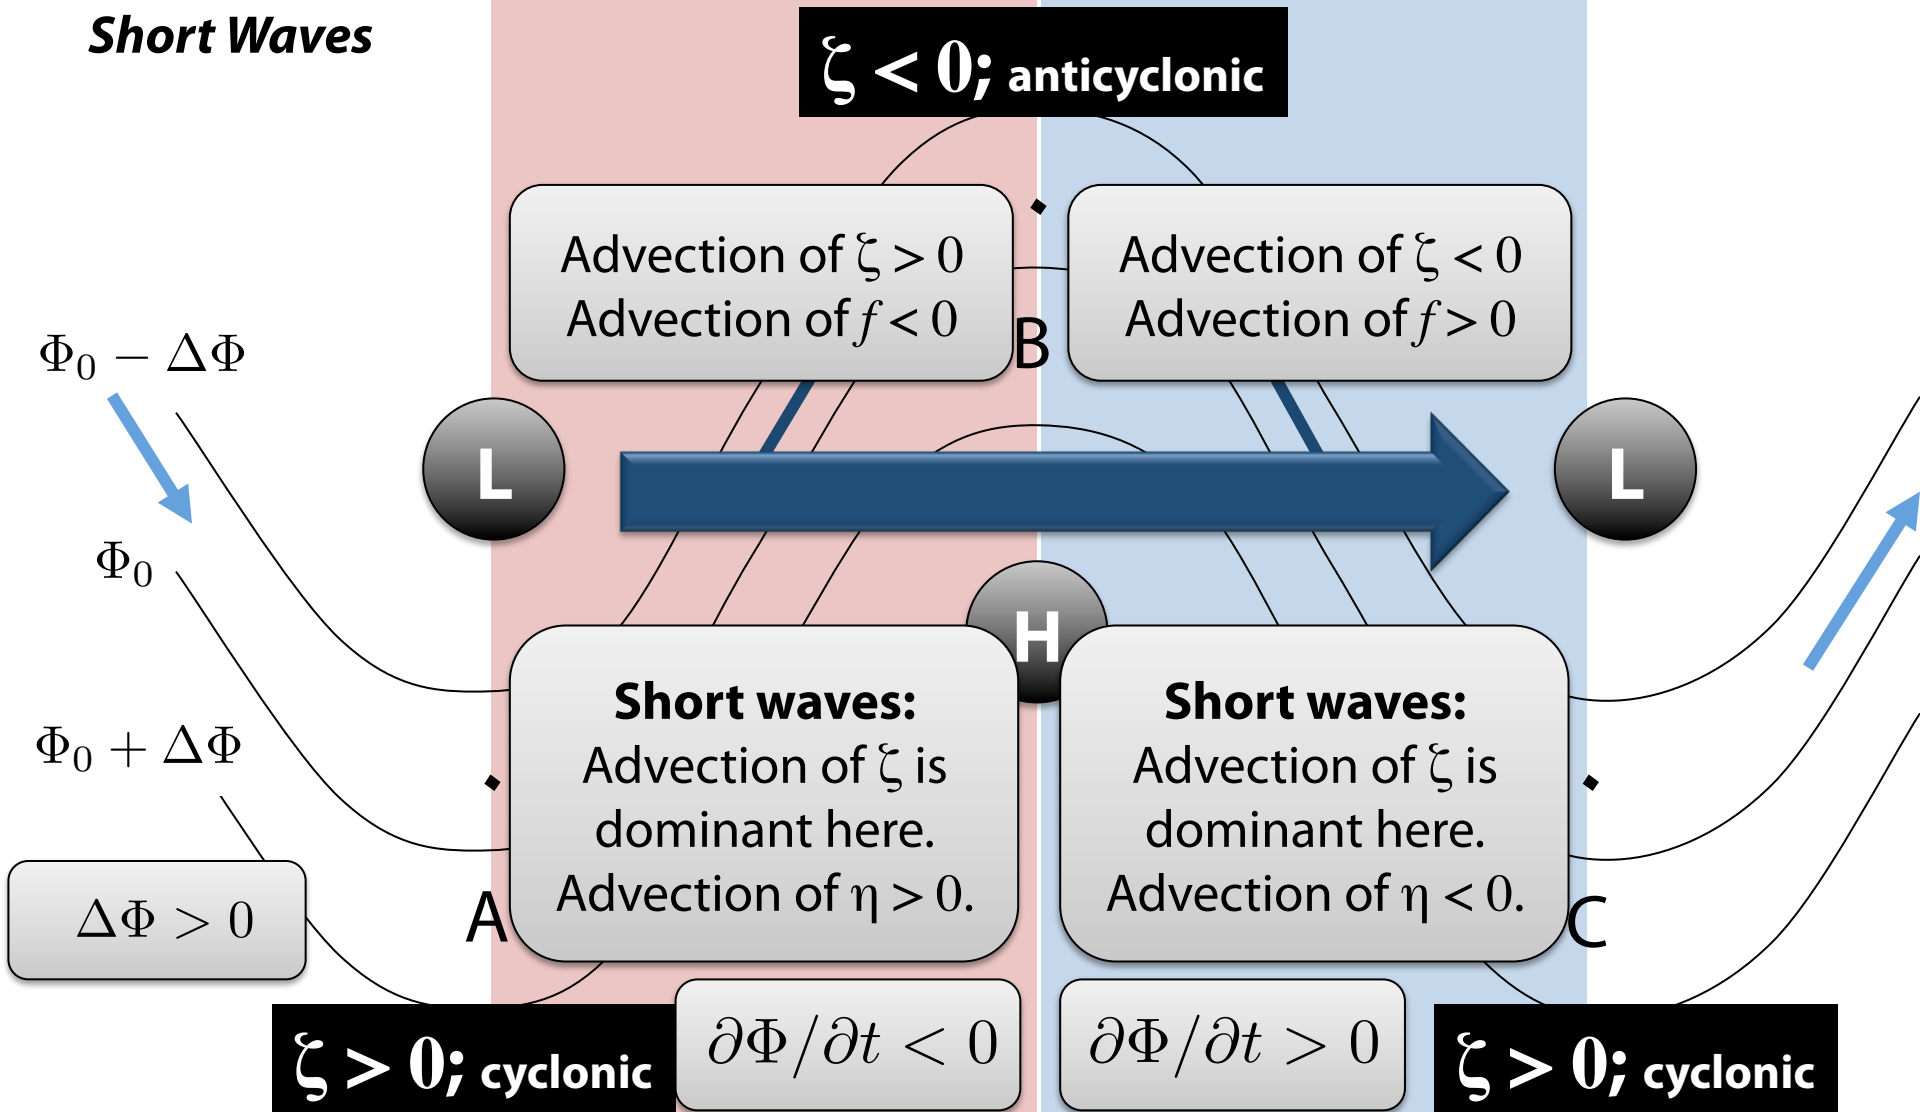 Short Waves
ζ < 0; anticyclonic
Advection of ζ > 0
Advection of f < 0
Advection of ζ < 0
Advection of f > 0
B
Φ₀ − ΔΦ
L
L
Φ₀
H
Φ₀ + ΔΦ
Short waves:
Advection of ζ is
dominant here.
Advection of η > 0.
Short waves:
Advection of ζ is
dominant here.
Advection of η < 0.
ΔΦ > 0
A
C
ζ > 0; cyclonic
∂Φ/∂t < 0
∂Φ/∂t > 0
ζ > 0; cyclonic